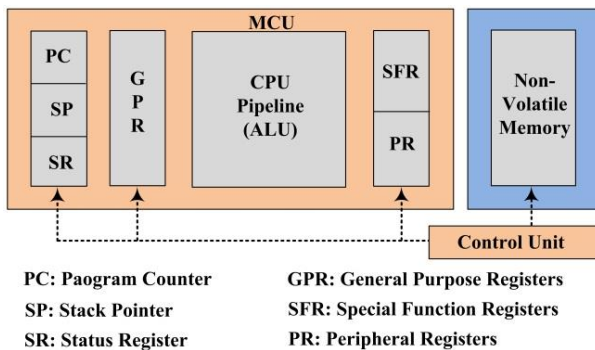 MCU
PC
SP
SR
G
P
R
CPU
Pipeline
(ALU)
SFR
PR
Non-
Volatile
Memory
Control Unit
PC: Paogram Counter
GPR: General Purpose Registers
SP: Stack Pointer
SFR: Special Function Registers
SR: Status Register
PR: Peripheral Registers